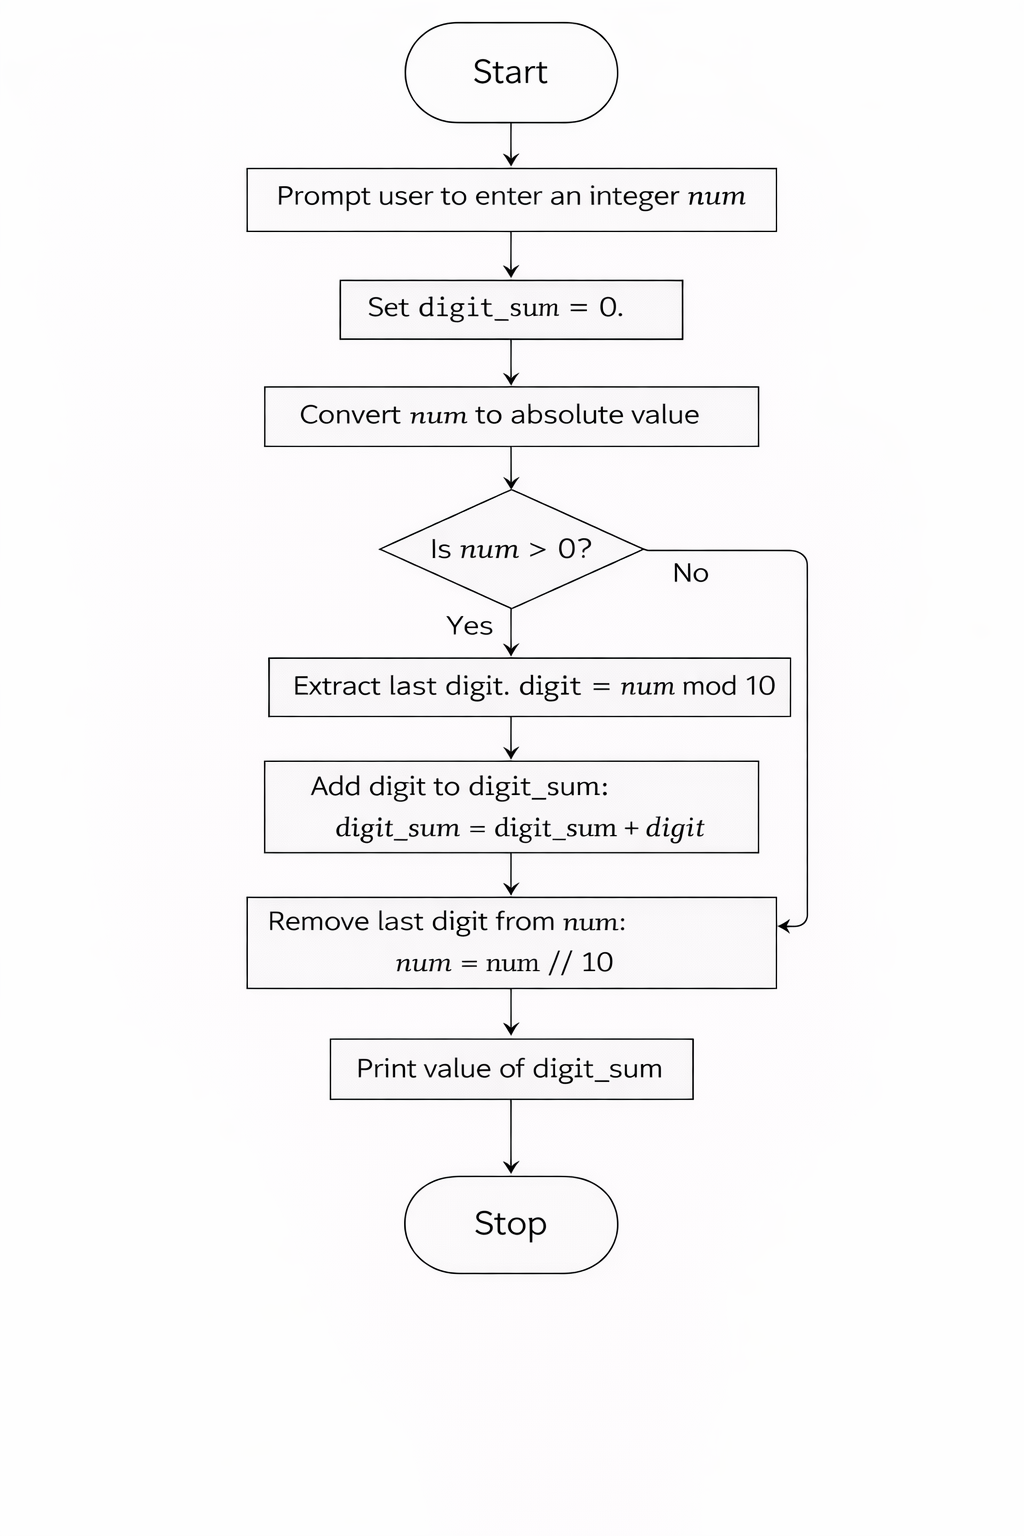 Start
Prompt user to enter an integer num
Set digit_sum = 0.
Convert num to absolute value
Is num > 0?
No
Yes
Extract last digit. digit = num mod 10
Add digit to digit_sum:
digit_sum = digit_sum + digit
Remove last digit from num:
num = num // 10
Print value of digit_sum
Stop